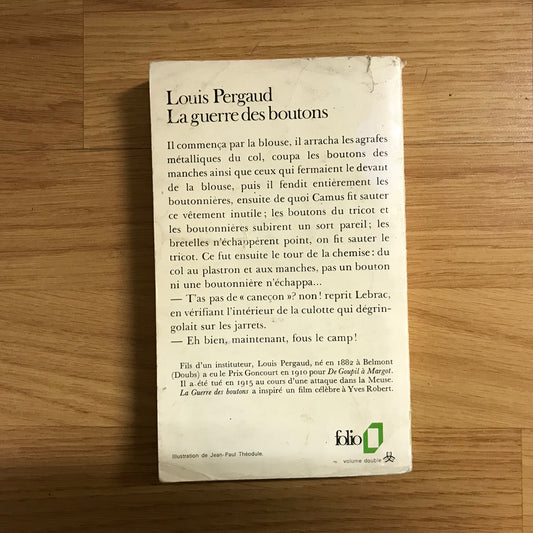 Louis Pergaud
La guerre des boutons
Il commença par la blouse, il arracha les agrafes
métalliques du col, coupa les boutons des
manches ainsi que ceux qui fermaient le devant
de la blouse, puis il fendit entièrement les
boutonnières, ensuite de quoi Camus fit sauter
ce vêtement inutile; les boutons du tricot et
les boutonnières subirent un sort pareil; les
bretelles n'échappèrent point, on fit sauter le
tricot. Ce fut ensuite le tour de la chemise: du
col au plastron et aux manches, pas un bouton
ni une boutonnière n'échappa...
— T'as pas de « caneçon »? non! reprit Lebrac,
en vérifiant l'intérieur de la culotte qui dégrin-
golait sur les jarrets.
— Eh bien, maintenant, fous le camp!
Fils d'un instituteur, Louis Pergaud, né en 1882 à Belmont
(Doubs) a eu le Prix Goncourt en 1910 pour De Goupil à Margot.
Il a été tué en 1915 au cours d'une attaque dans la Meuse.
La Guerre des boutons a inspiré un film célèbre à Yves Robert.
folio
Illustration de Jean-Paul Théodule.
volume double